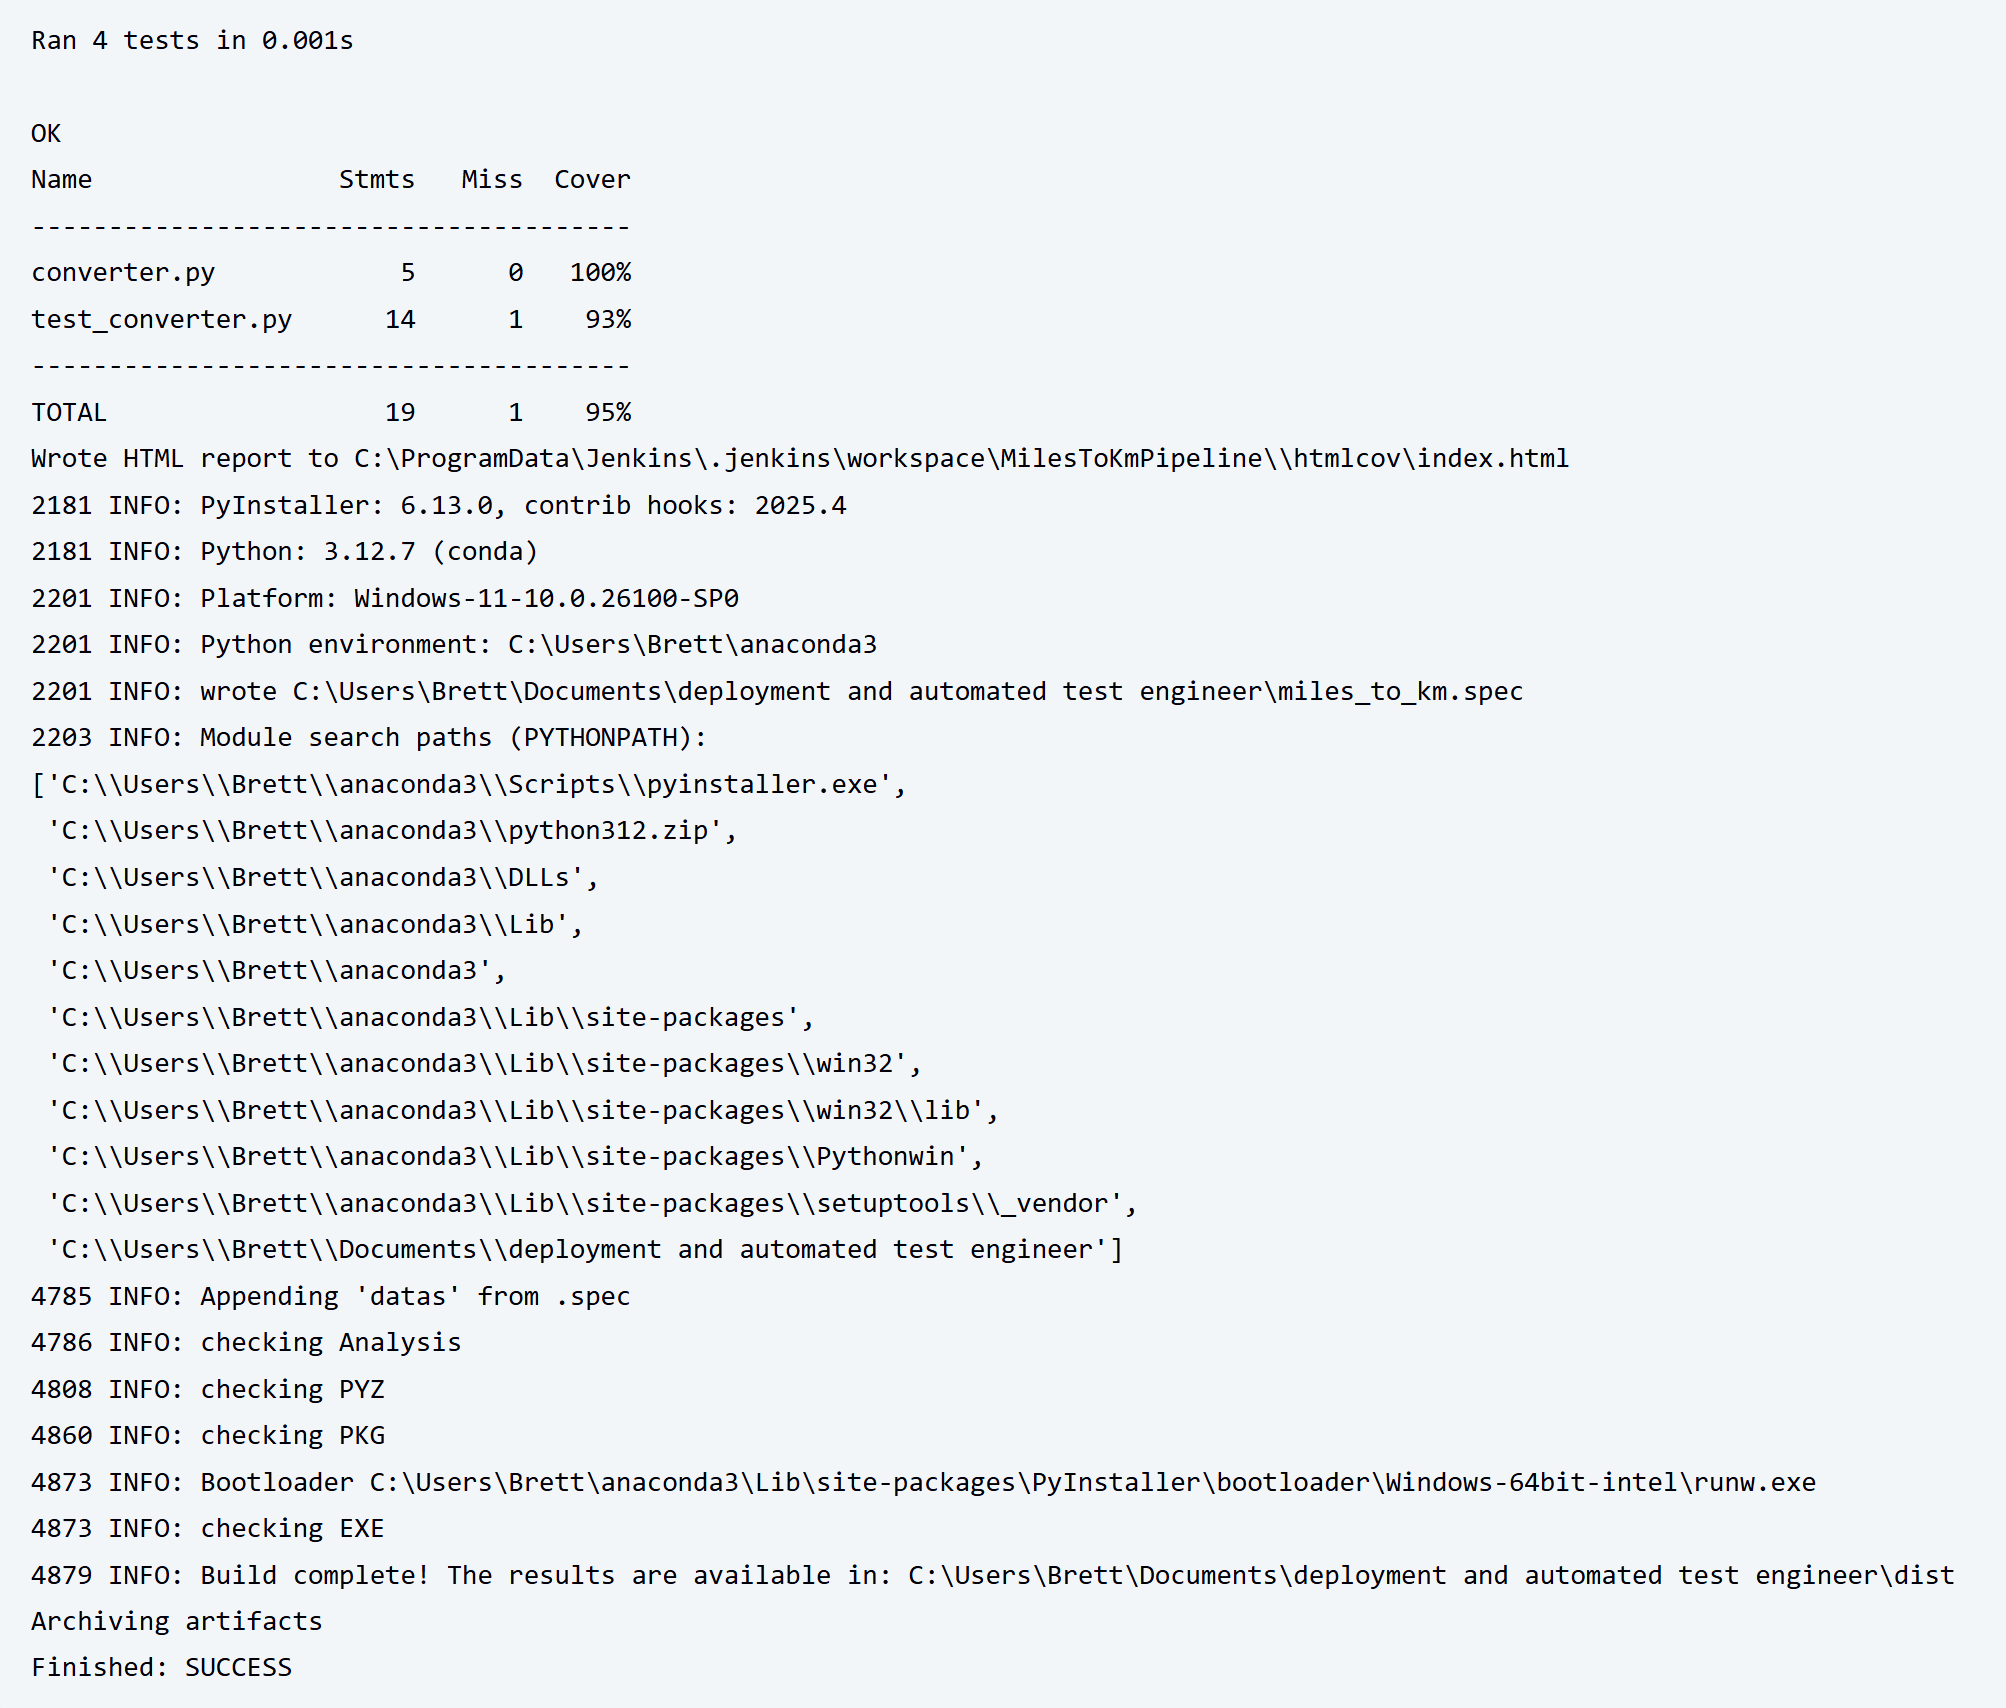 Ran 4 tests in 0.001s
OK
Name                Stmts   Miss  Cover
---------------------------------------
converter.py            5      0   100%
test_converter.py      14      1    93%
---------------------------------------
TOTAL                  19      1    95%
Wrote HTML report to C:\ProgramData\Jenkins\.jenkins\workspace\MilesToKmPipeline\\htmlcov\index.html
2181 INFO: PyInstaller: 6.13.0, contrib hooks: 2025.4
2181 INFO: Python: 3.12.7 (conda)
2201 INFO: Platform: Windows-11-10.0.26100-SP0
2201 INFO: Python environment: C:\Users\Brett\anaconda3
2201 INFO: wrote C:\Users\Brett\Documents\deployment and automated test engineer\miles_to_km.spec
2203 INFO: Module search paths (PYTHONPATH):
['C:\\Users\\Brett\\anaconda3\\Scripts\\pyinstaller.exe',
 'C:\\Users\\Brett\\anaconda3\\python312.zip',
 'C:\\Users\\Brett\\anaconda3\\DLLs',
 'C:\\Users\\Brett\\anaconda3\\Lib',
 'C:\\Users\\Brett\\anaconda3',
 'C:\\Users\\Brett\\anaconda3\\Lib\\site-packages',
 'C:\\Users\\Brett\\anaconda3\\Lib\\site-packages\\win32',
 'C:\\Users\\Brett\\anaconda3\\Lib\\site-packages\\win32\\lib',
 'C:\\Users\\Brett\\anaconda3\\Lib\\site-packages\\Pythonwin',
 'C:\\Users\\Brett\\anaconda3\\Lib\\site-packages\\setuptools\\_vendor',
 'C:\\Users\\Brett\\Documents\\deployment and automated test engineer']
4785 INFO: Appending 'datas' from .spec
4786 INFO: checking Analysis
4808 INFO: checking PYZ
4860 INFO: checking PKG
4873 INFO: Bootloader C:\Users\Brett\anaconda3\Lib\site-packages\PyInstaller\bootloader\Windows-64bit-intel\runw.exe
4873 INFO: checking EXE
4879 INFO: Build complete! The results are available in: C:\Users\Brett\Documents\deployment and automated test engineer\dist
Archiving artifacts
Finished: SUCCESS